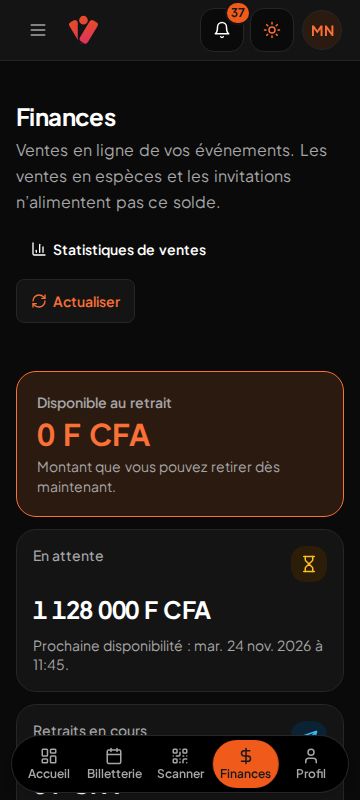 37
MN
Finances
Ventes en ligne de vos événements. Les
ventes en espèces et les invitations
n'alimentent pas ce solde.
Statistiques de ventes
Actualiser
Disponible au retrait
0 F CFA
Montant que vous pouvez retirer dès
maintenant.
En attente
1 128 000 F CFA
Prochaine disponibilité : mar. 24 nov. 2026 à
11:45.
Retraits en cours
Accueil
Billetterie
Scanner
Finances
Profil